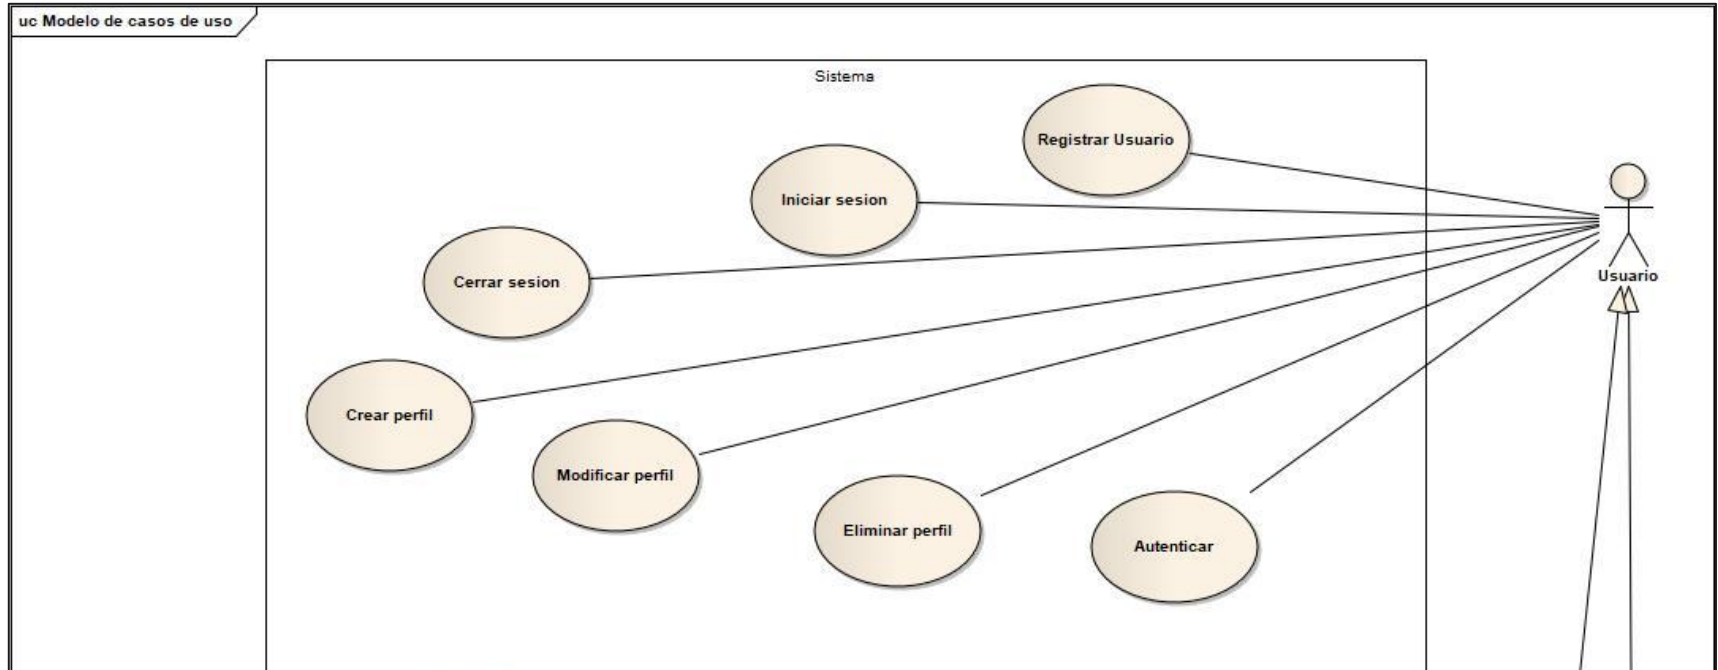 uc Modelo de casos de uso
Sistema
Registrar Usuario
Iniciar sesion
Cerrar sesion
Usuario
Crear perfil
Modificar perfil
Eliminar perfil
Autenticar